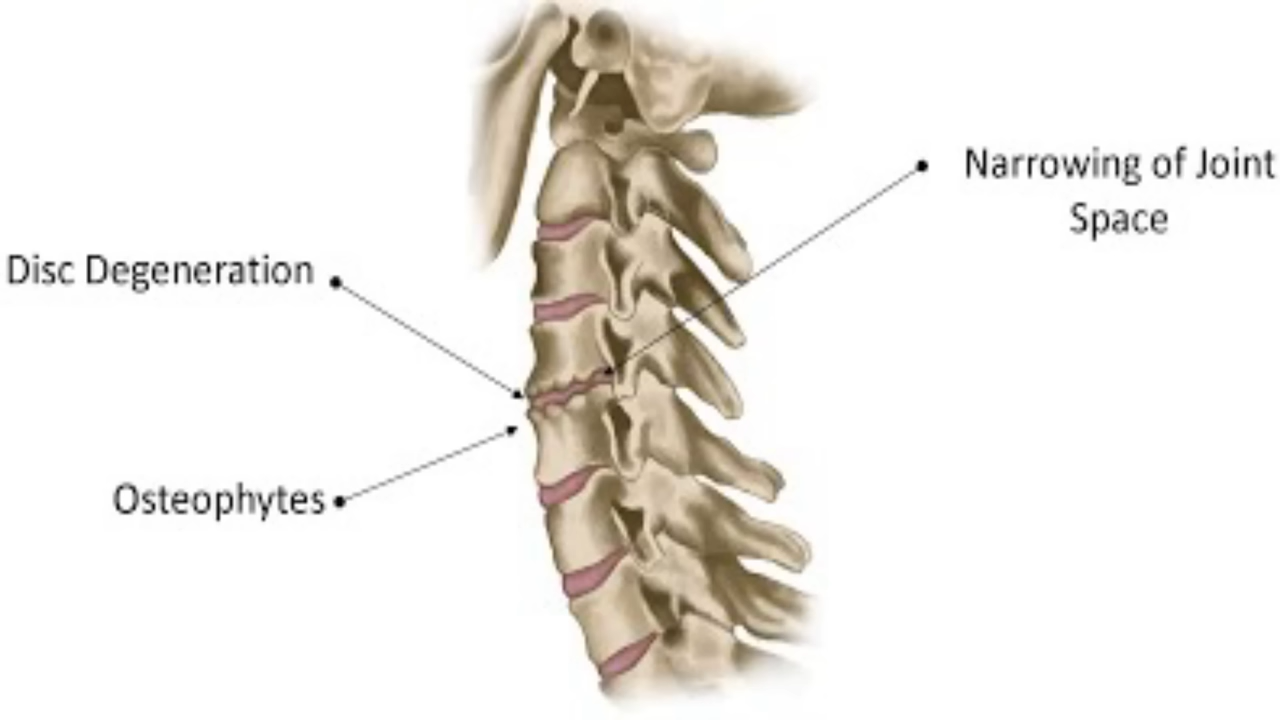 Narrowing of Joint
Space
Disc Degeneration
Osteophytes